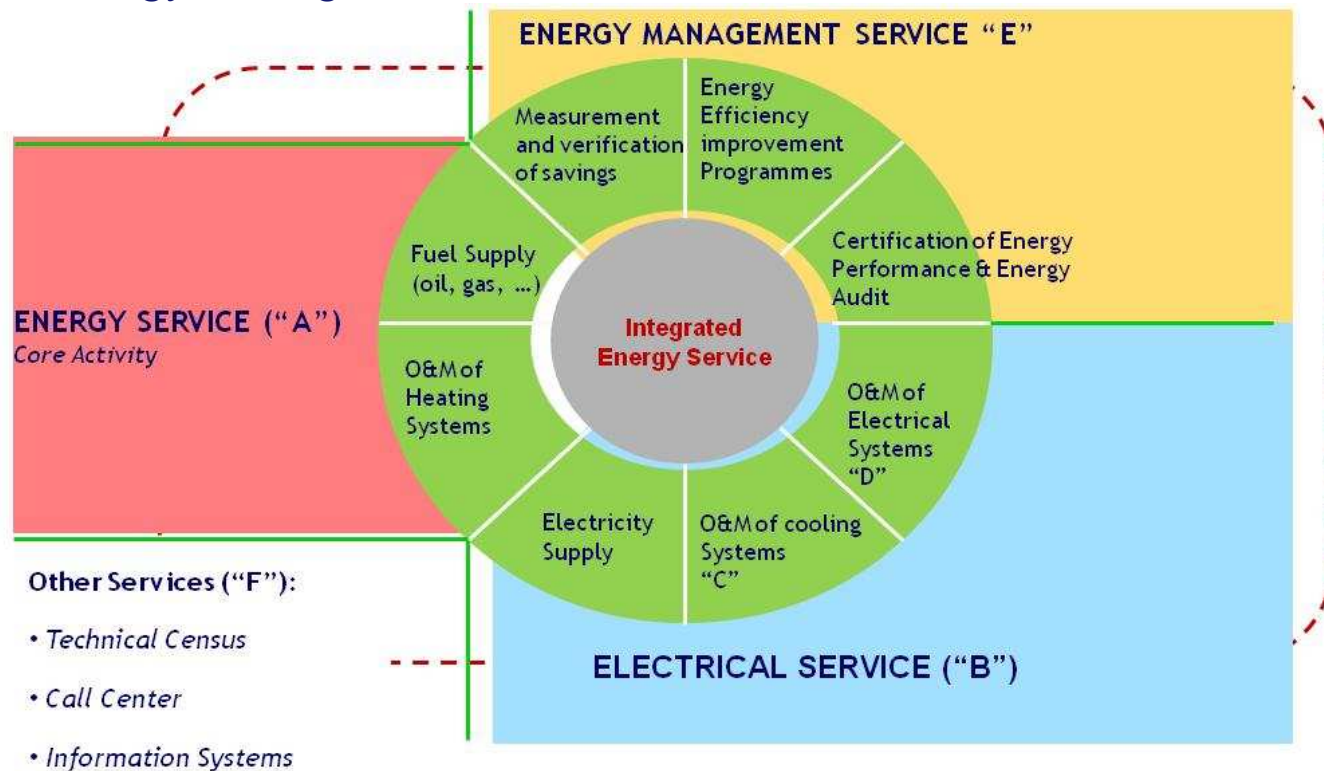 ENERGY MANAGEMENT SERVICE “E”
Energy
Efficiency
improvement
Programmes
Measurement
and verification
of savings
Certification of Energy
Performance & Energy
Audit
Fuel Supply
(oil, gas, …)
ENERGY SERVICE (“A”)
Core Activity
Integrated
Energy Service
O&M of
Heating
Systems
O&M of
Electrical
Systems
“D”
Electricity
Supply
O&M of cooling
Systems
“C”
Other Services (“F”):
• Technical Census
• Call Center
• Information Systems
ELECTRICAL SERVICE (“B”)